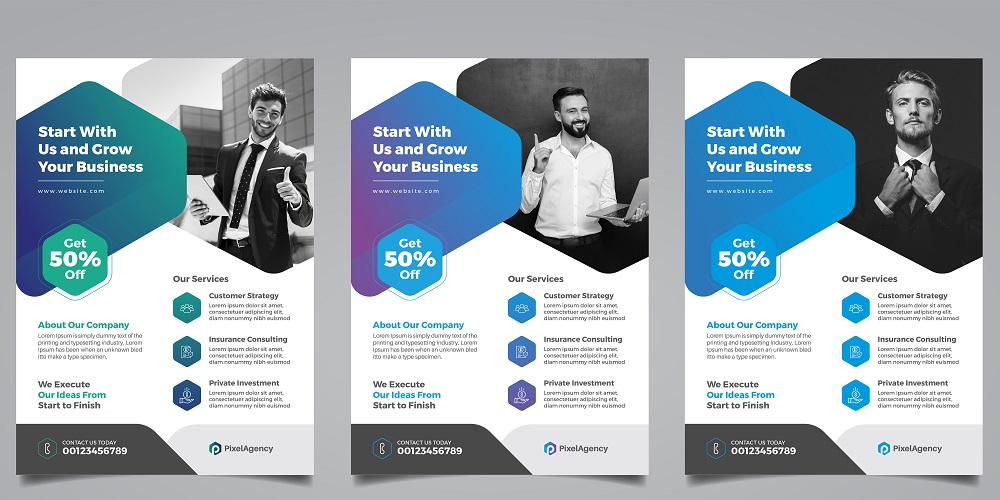 Start With
Us and Grow
Your Business
www.website.com
Get
50%
Off
Our Services
Customer Strategy
Lorem ipsum dolor sit amet,
consectetuer adipiscing elit,
diam nonummy nibh euismod
Insurance Consulting
Lorem ipsum dolor sit amet,
consectetuer adipiscing elit,
diam nonummy nibh euismod
Private Investment
Lorem ipsum dolor sit amet,
consectetuer adipiscing elit,
diam nonummy nibh euismod
About Our Company
Lorem Ipsum is simply dummy text of the
printing and typesetting industry. Lorem
Lorem Ipsum is when an unknown bled
itto make a type specimen.
We Execute
Our Ideas From
Start to Finish
CONTACT US TODAY
00123456789
PixelAgency
Start With
Us and Grow
Your Business
www.website.com
Get
50%
Off
Our Services
Customer Strategy
Lorem ipsum dolor sit amet,
consectetuer adipiscing elit,
diam nonummy nibh euismod
Insurance Consulting
Lorem ipsum dolor sit amet,
consectetuer adipiscing elit,
diam nonummy nibh euismod
Private Investment
Lorem ipsum dolor sit amet,
consectetuer adipiscing elit,
diam nonummy nibh euismod
About Our Company
Lorem Ipsum is simply dummy text of the
printing and typesetting industry. Lorem
Lorem Ipsum is when an unknown bled
itto make a type specimen.
We Execute
Our Ideas From
Start to Finish
CONTACT US TODAY
00123456789
PixelAgency
Start With
Us and Grow
Your Business
www.website.com
Get
50%
Off
Our Services
Customer Strategy
Lorem ipsum dolor sit amet,
consectetuer adipiscing elit,
diam nonummy nibh euismod
Insurance Consulting
Lorem ipsum dolor sit amet,
consectetuer adipiscing elit,
diam nonummy nibh euismod
Private Investment
Lorem ipsum dolor sit amet,
consectetuer adipiscing elit,
diam nonummy nibh euismod
About Our Company
Lorem Ipsum is simply dummy text of the
printing and typesetting industry. Lorem
Lorem Ipsum is when an unknown bled
itto make a type specimen.
We Execute
Our Ideas From
Start to Finish
CONTACT US TODAY
00123456789
PixelAgency